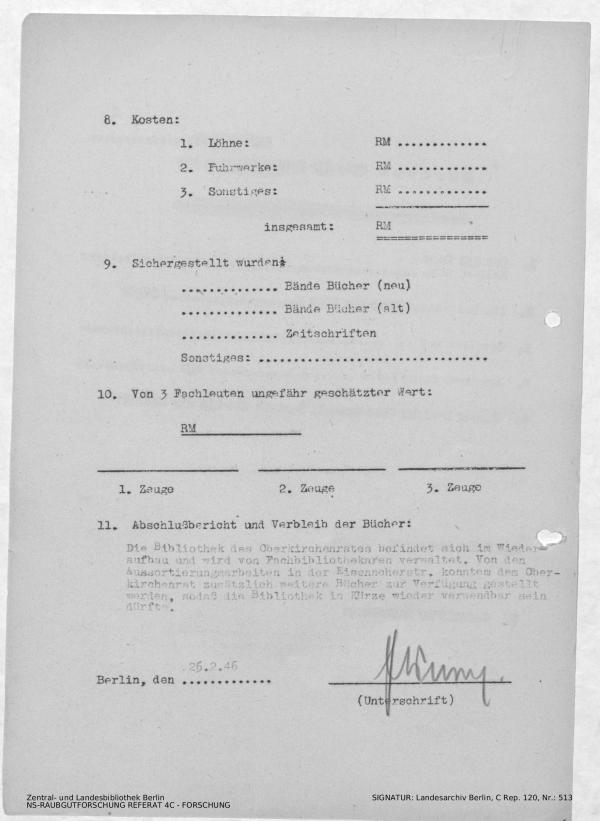 8. Kosten:
1. Löhne: RM .............
2. Fuhrwerke: RM .............
3. Sonstiges: RM .............
insgesamt: RM
9. Sichergestellt wurden:
.............. Bände Bücher (neu)
.............. Bände Bücher (alt)
.............. Zeitschriften
Sonstiges: .................................
10. Von 3 Fachleuten ungefähr geschätzter Wert:
RM
1. Zeuge 2. Zeuge 3. Zeuge
11. Abschlußbericht und Verbleib der Bücher:
Die Bibliothek des Oberkirchenrates befindet sich im Wieder-
aufbau und wird von Fachbibliothekaren verwaltet. Von den
Aussortierungsarbeiten in der Eisenacherstr. konnten dem Ober-
kirchenrat zusätzlich weitere Bücher zur Verfügung gestellt
werden, sodaß die Bibliothek in Kürze wieder verwendbar sein
dürfte.
26.2.46
Berlin, den .............
(Unterschrift)
Zentral- und Landesbibliothek Berlin
NS-RAUBGUTFORSCHUNG REFERAT 4C - FORSCHUNG
SIGNATUR: Landesarchiv Berlin, C Rep. 120, Nr.: 513